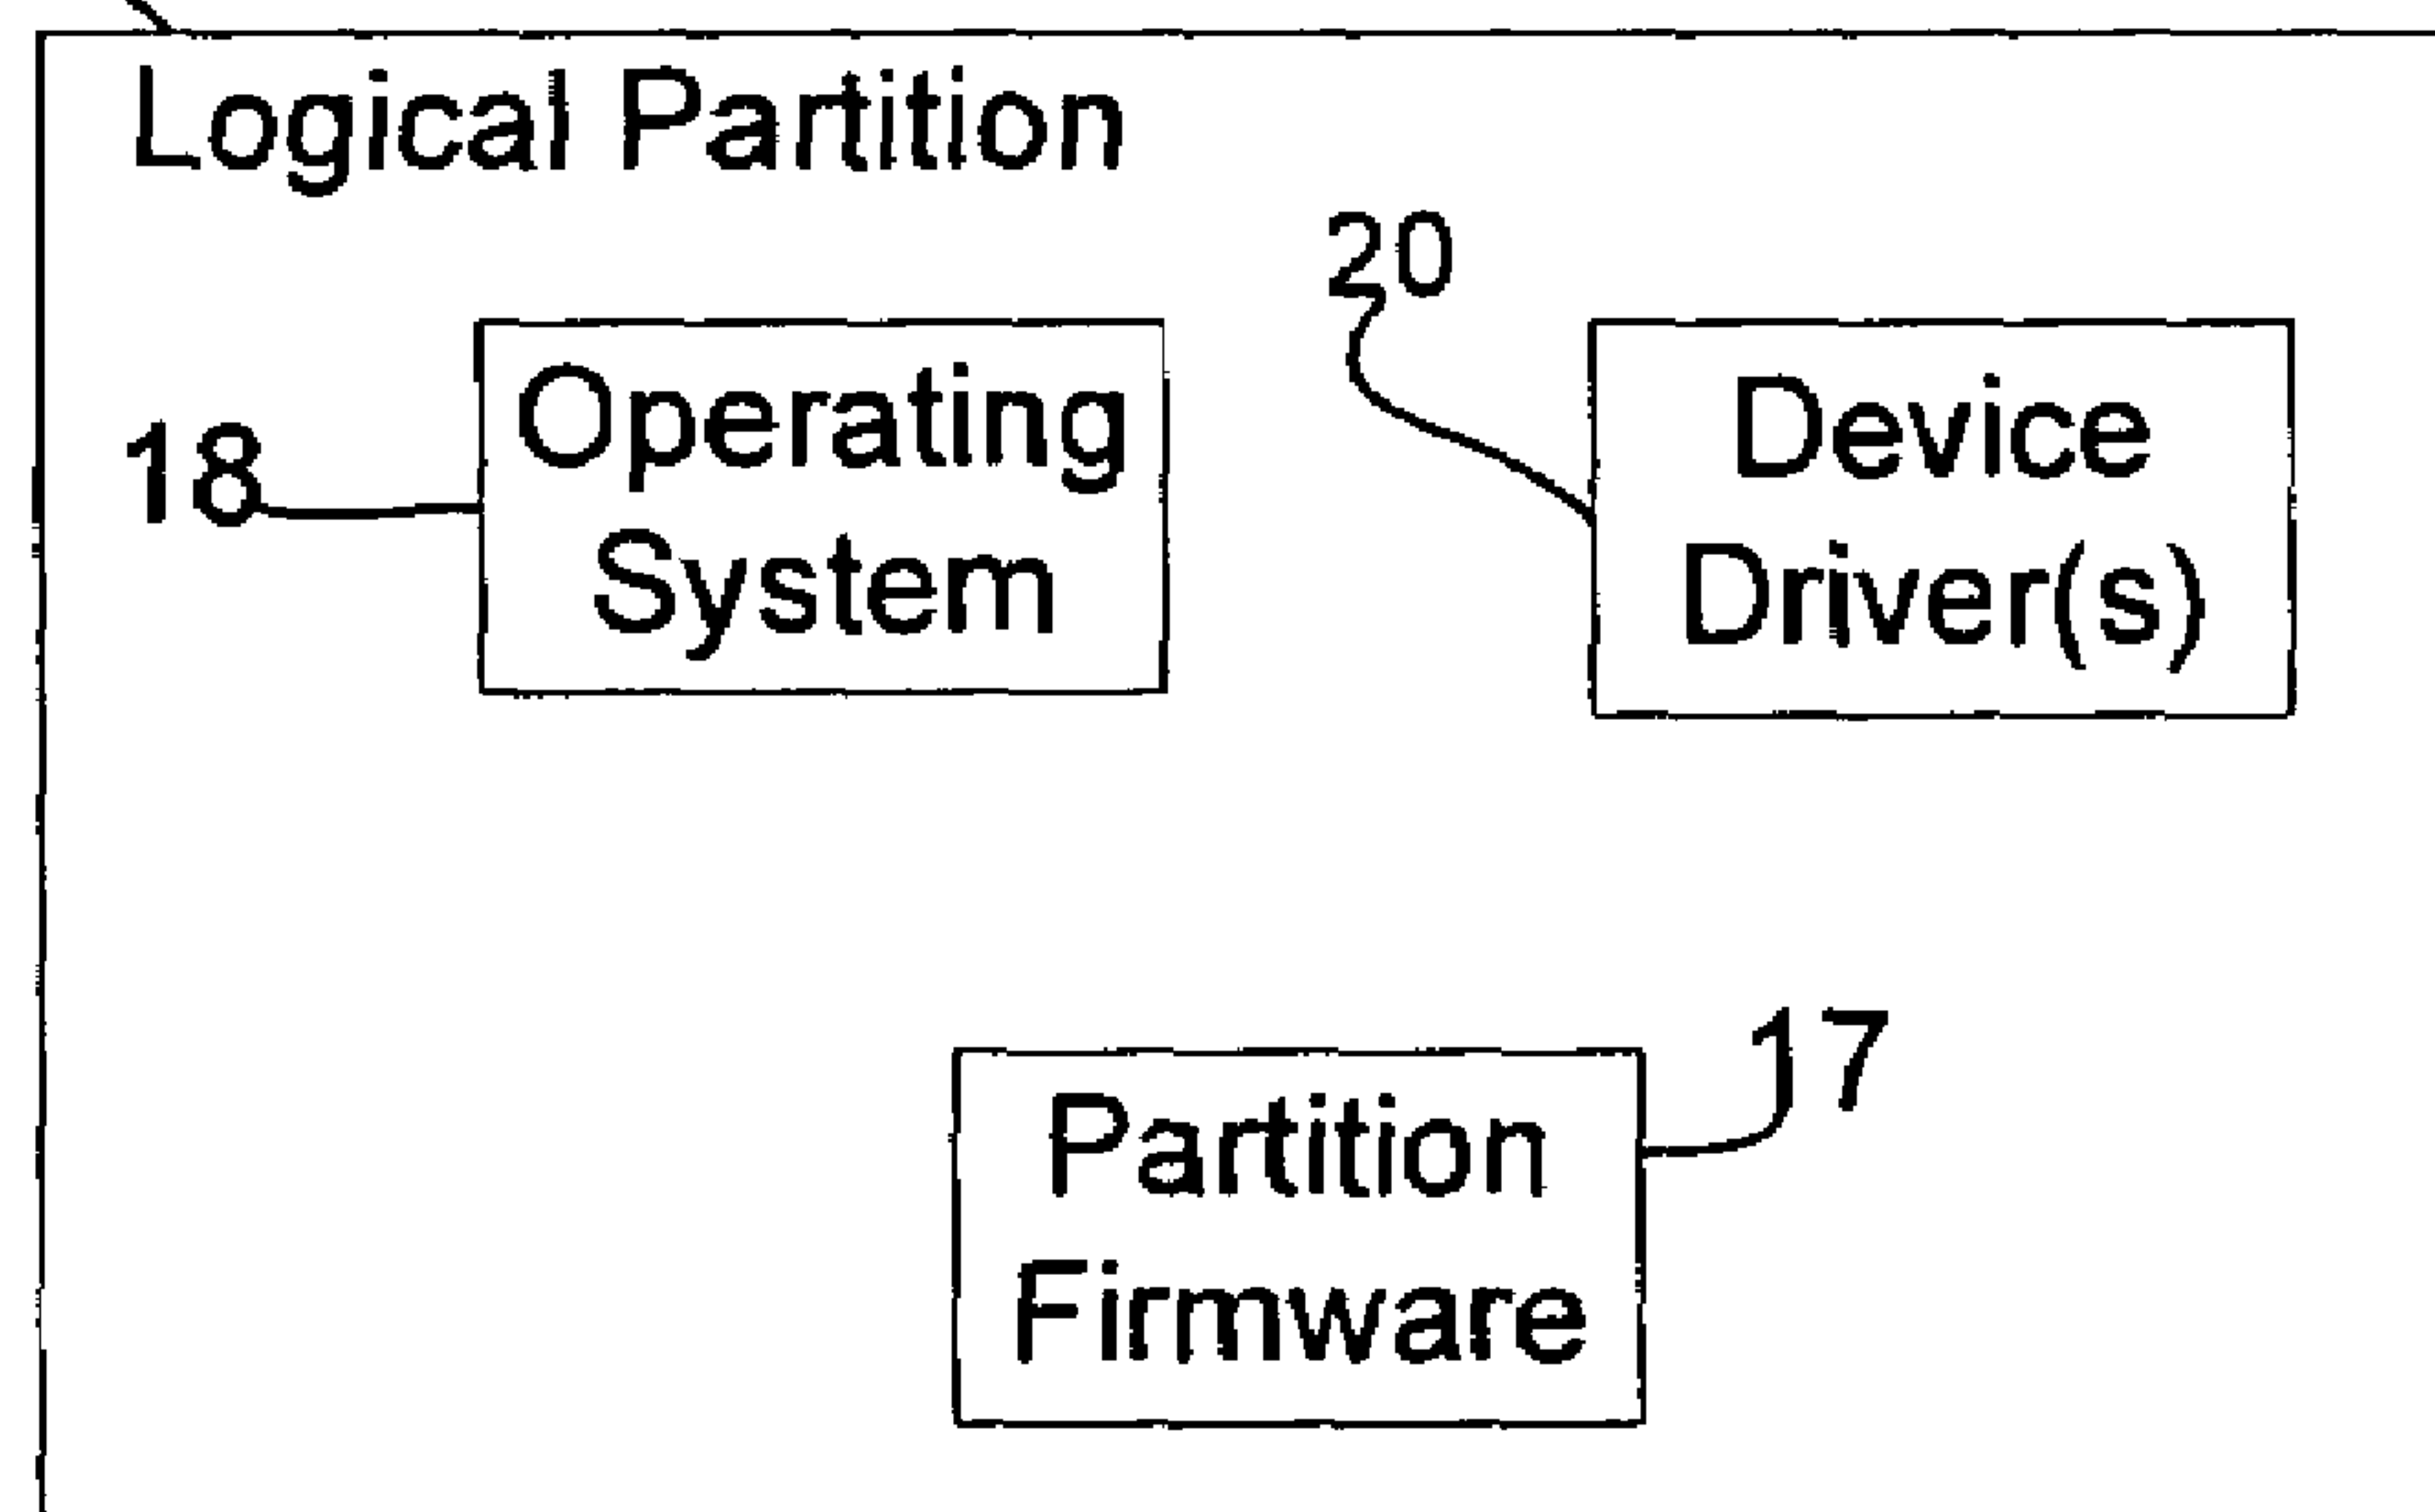 Logical Partition
20
18
Operating
System
Device
Driver(s)
17
Partition
Firmware